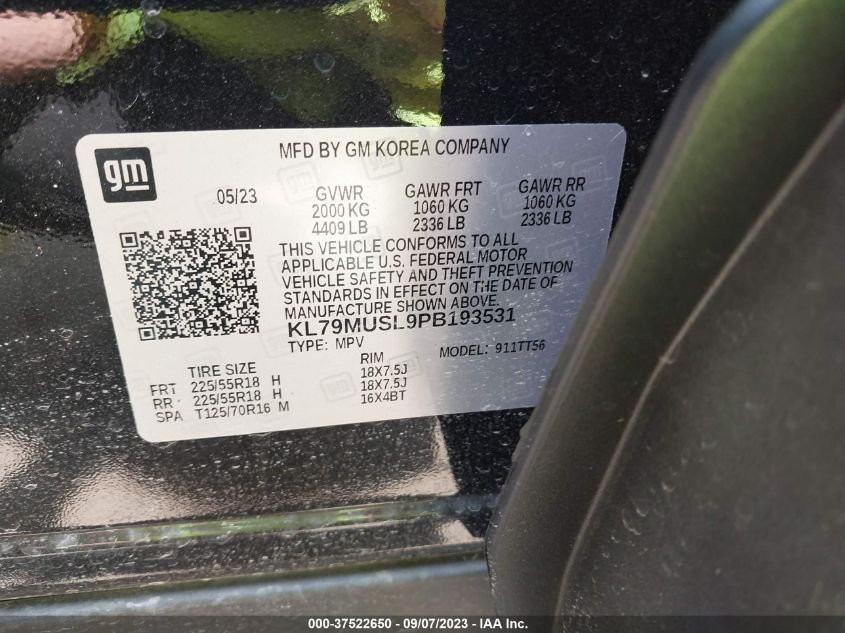 gm
MFD BY GM KOREA COMPANY
05/23 GVWR GAWR FRT GAWR RR
2000 KG 1060 KG 1060 KG
4409 LB 2336 LB 2336 LB
THIS VEHICLE CONFORMS TO ALL
APPLICABLE U.S. FEDERAL MOTOR
VEHICLE SAFETY AND THEFT PREVENTION
STANDARDS IN EFFECT ON THE DATE OF
MANUFACTURE SHOWN ABOVE.
KL79MUSL9PB193531
TYPE: MPV MODEL: 911TT56
TIRE SIZE RIM
FRT 225/55R18 H 18X7.5J
RR 225/55R18 H 18X7.5J
SPA T125/70R16 M 16X4BT
000-37522650 - 09/07/2023 - IAA Inc.